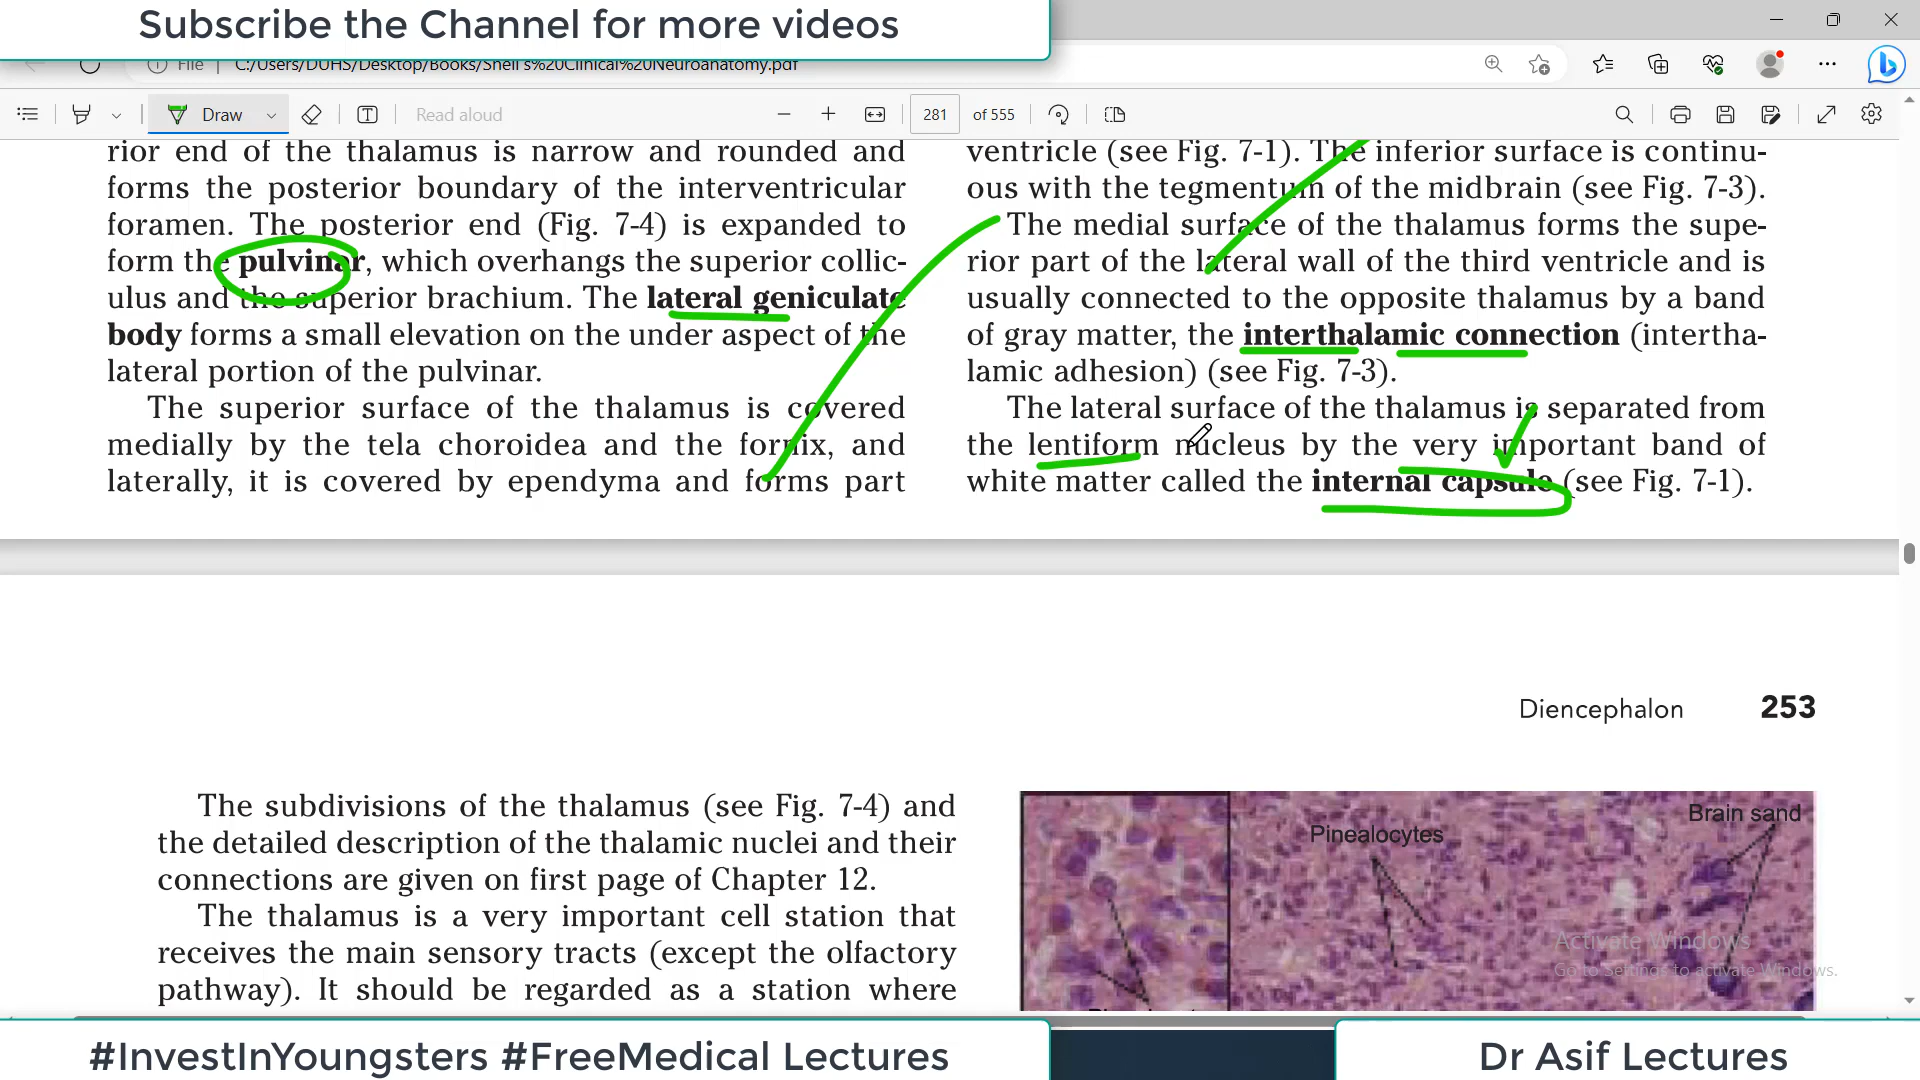 Subscribe the Channel for more videos
File
C:/Users/DUHS/Desktop/Books/Snell's%20Clinical%20Neuroanatomy.pdf
Draw
Read aloud
281 of 555
rior end of the thalamus is narrow and rounded and
forms the posterior boundary of the interventricular
foramen. The posterior end (Fig. 7-4) is expanded to
form the pulvinar, which overhangs the superior collic-
ulus and the superior brachium. The lateral geniculate
body forms a small elevation on the under aspect of the
lateral portion of the pulvinar.
The superior surface of the thalamus is covered
medially by the tela choroidea and the fornix, and
laterally, it is covered by ependyma and forms part
ventricle (see Fig. 7-1). The inferior surface is continu-
ous with the tegmentum of the midbrain (see Fig. 7-3).
The medial surface of the thalamus forms the supe-
rior part of the lateral wall of the third ventricle and is
usually connected to the opposite thalamus by a band
of gray matter, the interthalamic connection (intertha-
lamic adhesion) (see Fig. 7-3).
The lateral surface of the thalamus is separated from
the lentiform nucleus by the very important band of
white matter called the internal capsule (see Fig. 7-1).
Diencephalon 253
The subdivisions of the thalamus (see Fig. 7-4) and
the detailed description of the thalamic nuclei and their
connections are given on first page of Chapter 12.
The thalamus is a very important cell station that
receives the main sensory tracts (except the olfactory
pathway). It should be regarded as a station where
Pinealocytes
Brain sand
Activate Windows
Go to Settings to activate Windows.
#InvestInYoungsters #FreeMedical Lectures
Dr Asif Lectures